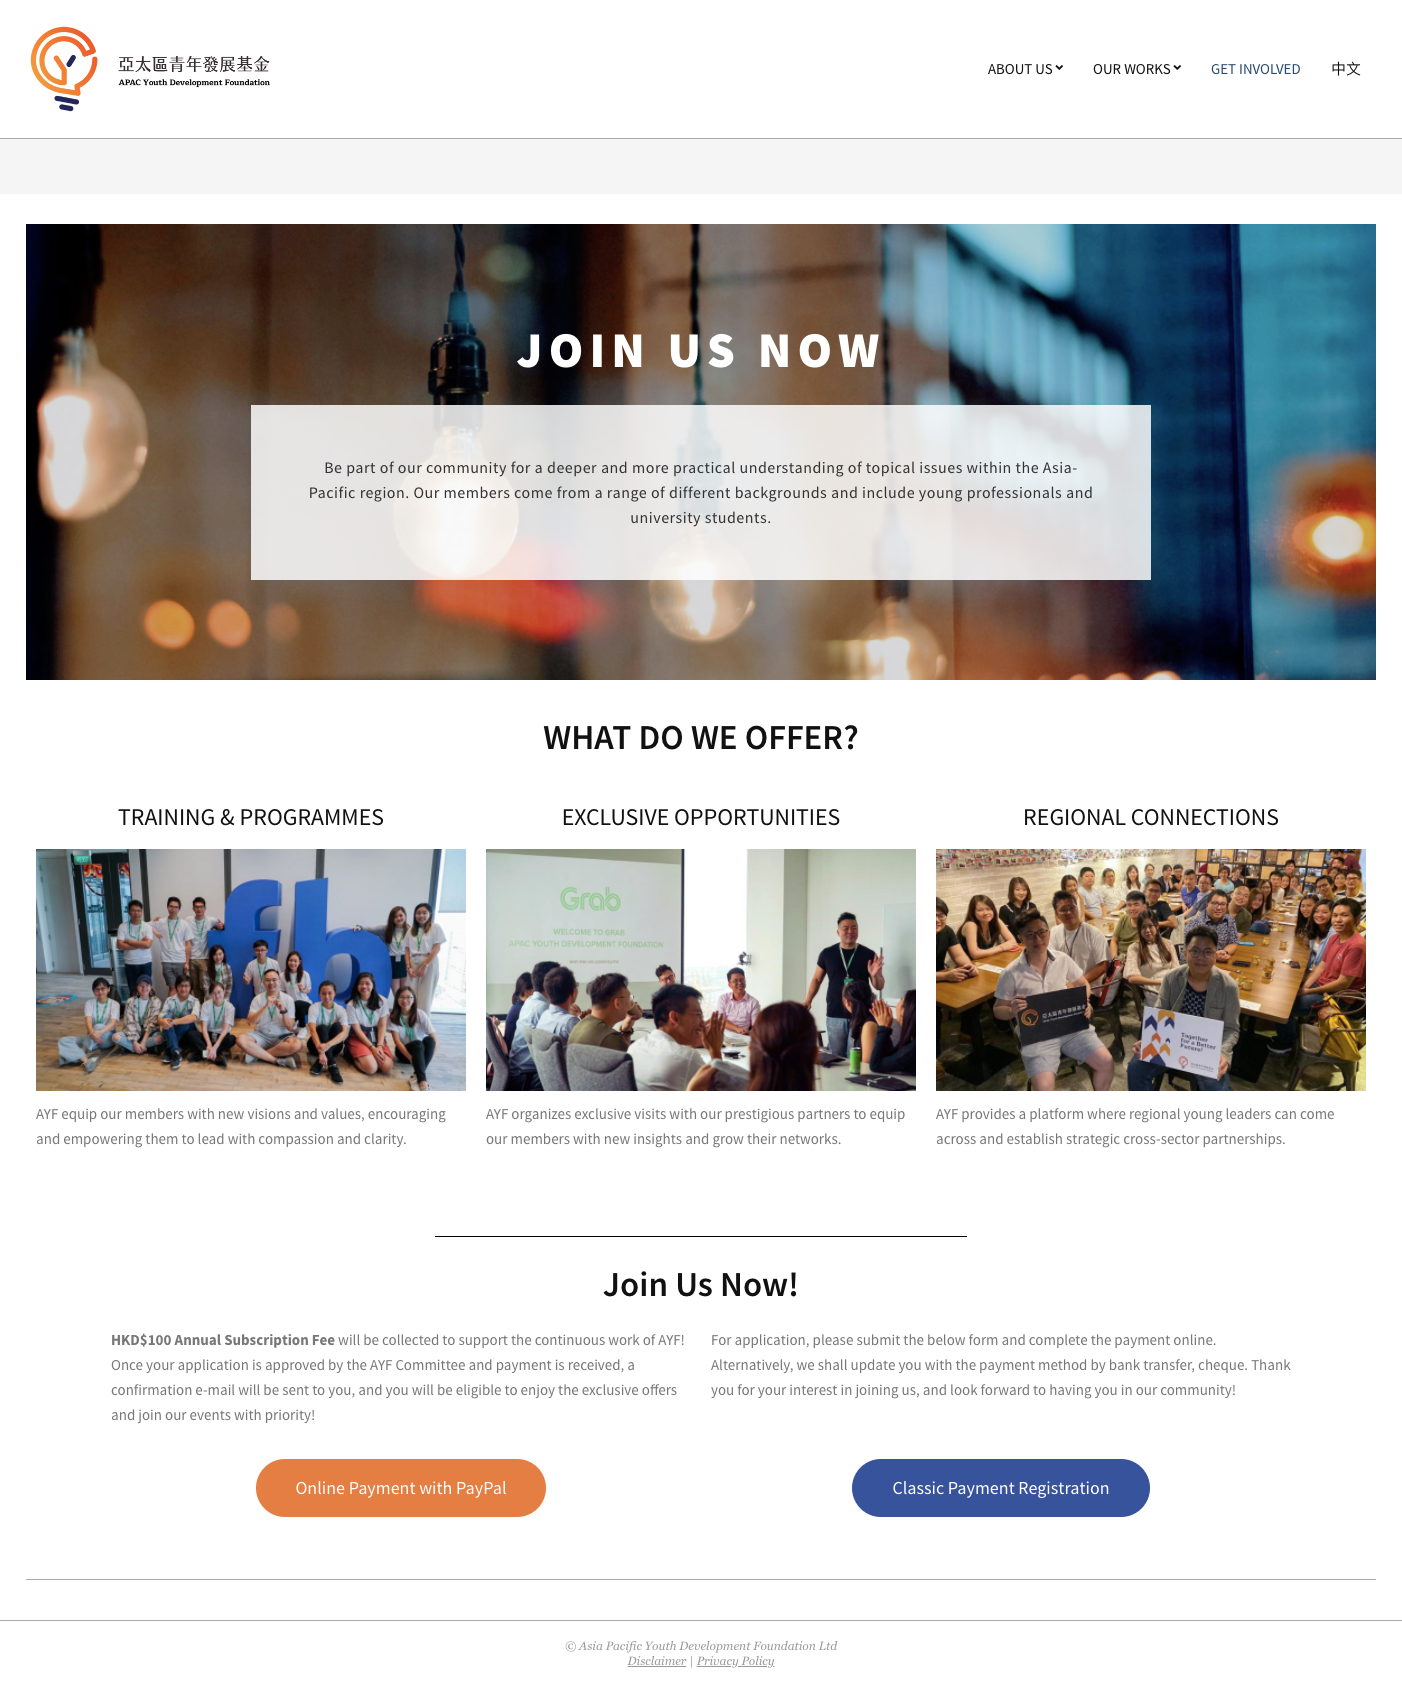 亞太區青年發展基金
APAC Youth Development Foundation
ABOUT US
OUR WORKS
GET INVOLVED
中文
JOIN US NOW
Be part of our community for a deeper and more practical understanding of topical issues within the Asia-
Pacific region. Our members come from a range of different backgrounds and include young professionals and
university students.
WHAT DO WE OFFER?
TRAINING & PROGRAMMES
fb
AYF equip our members with new visions and values, encouraging
and empowering them to lead with compassion and clarity.
EXCLUSIVE OPPORTUNITIES
Grab
WELCOME TO GRAB
APAC YOUTH DEVELOPMENT FOUNDATION
AYF organizes exclusive visits with our prestigious partners to equip
our members with new insights and grow their networks.
REGIONAL CONNECTIONS
亞太區青年發展基金
Together
for a Better
Future!
AYF provides a platform where regional young leaders can come
across and establish strategic cross-sector partnerships.
Join Us Now!
HKD$100 Annual Subscription Fee will be collected to support the continuous work of AYF!
Once your application is approved by the AYF Committee and payment is received, a
confirmation e-mail will be sent to you, and you will be eligible to enjoy the exclusive offers
and join our events with priority!
For application, please submit the below form and complete the payment online.
Alternatively, we shall update you with the payment method by bank transfer, cheque. Thank
you for your interest in joining us, and look forward to having you in our community!
Online Payment with PayPal
Classic Payment Registration
© Asia Pacific Youth Development Foundation Ltd
Disclaimer | Privacy Policy